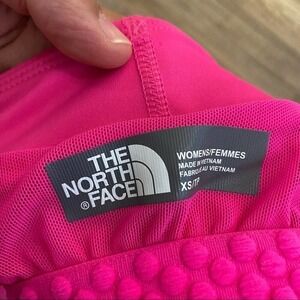 THE
NORTH
FACE
®
WOMENS/FEMMES
MADE IN VIETNAM
FABRIQUÉ AU VIETNAM
XS/TP